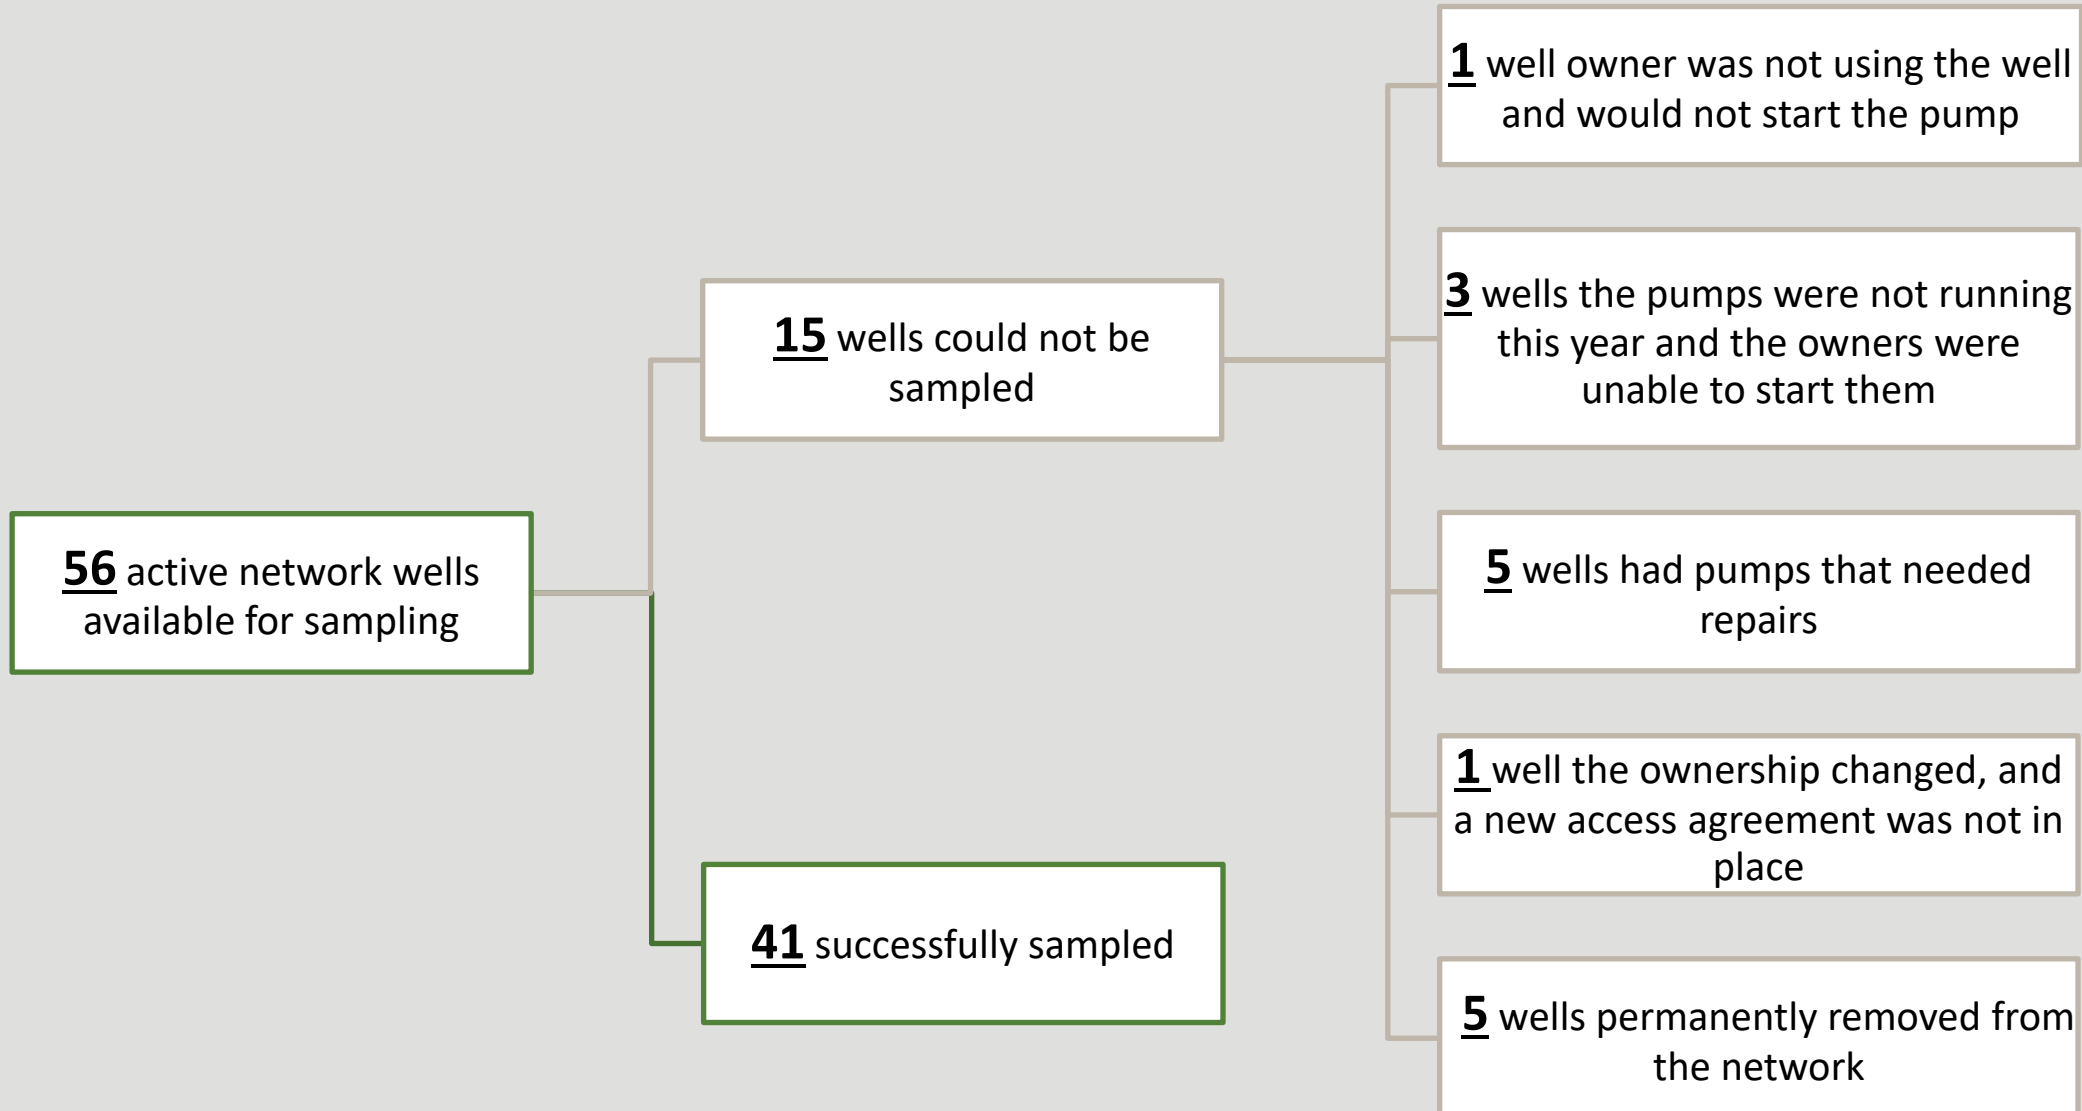 56 active network wells
available for sampling
15 wells could not be
sampled
41 successfully sampled
1 well owner was not using the well
and would not start the pump
3 wells the pumps were not running
this year and the owners were
unable to start them
5 wells had pumps that needed
repairs
1 well the ownership changed, and
a new access agreement was not in
place
5 wells permanently removed from
the network